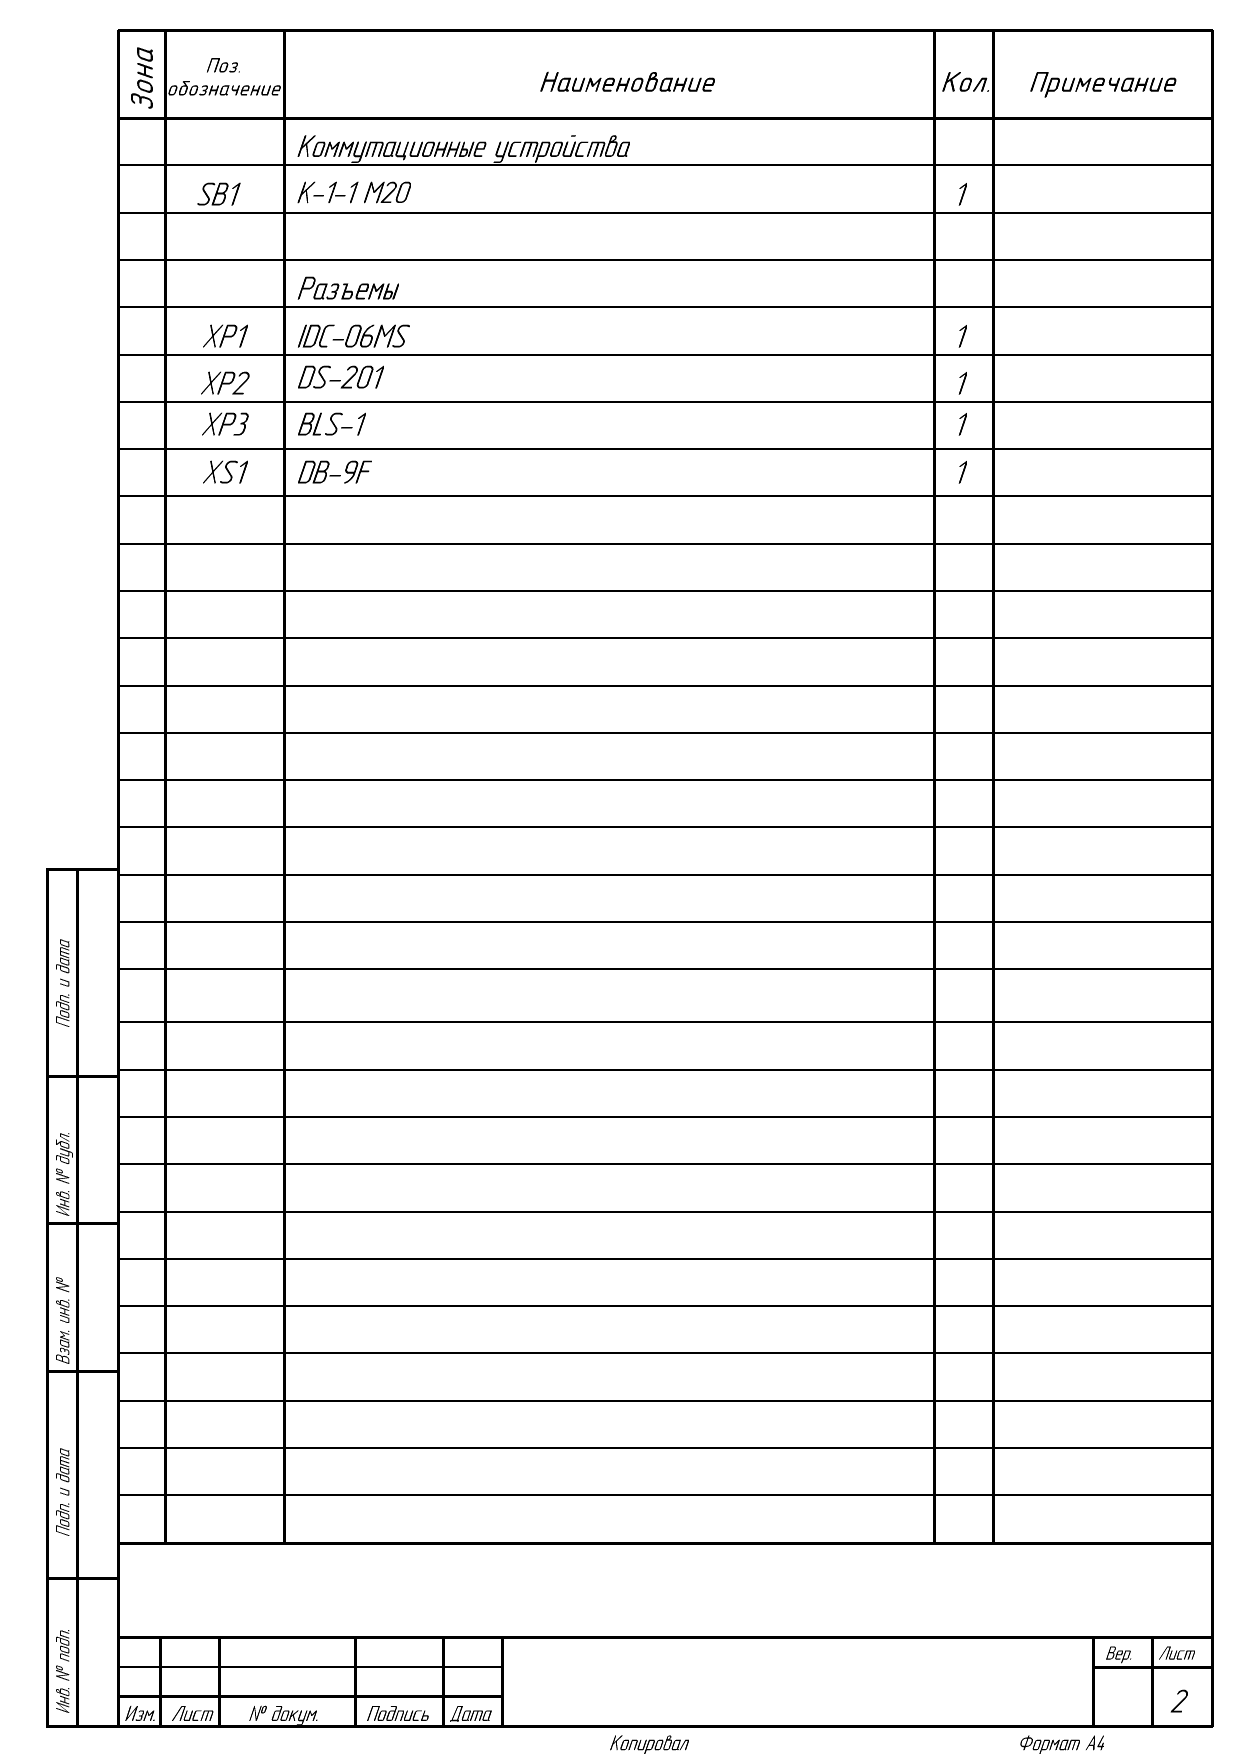 Зона Поз. обозначение Наименование Кол. Примечание
Коммутационные устройства
SB1 К-1-1 М20 1
Разъемы
XP1 IDC-06MS 1
XP2 DS-201 1
XP3 BLS-1 1
XS1 DB-9F 1
Подп. и дата
Инв. № дубл.
Взам. инв. №
Подп. и дата
Инв. № подп.
Вер. Лист
2
Изм. Лист № докум. Подпись Дата
Копировал Формат А4